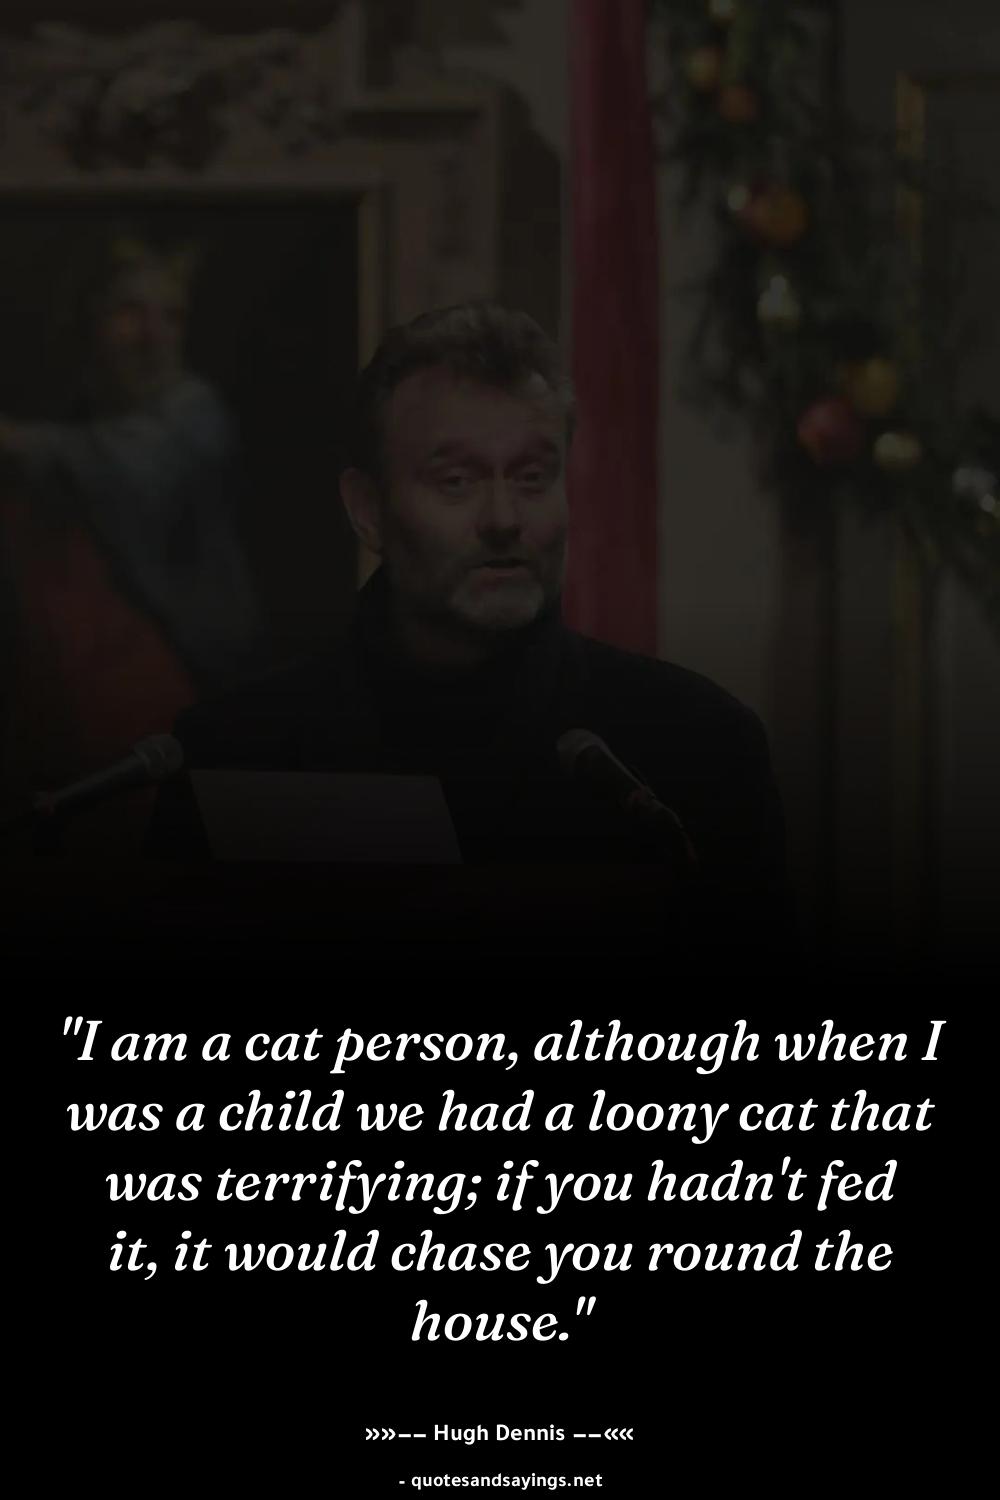 "I am a cat person, although when I
was a child we had a loony cat that
was terrifying; if you hadn't fed
it, it would chase you round the
house."
»»–– Hugh Dennis ––««
- quotesandsayings.net